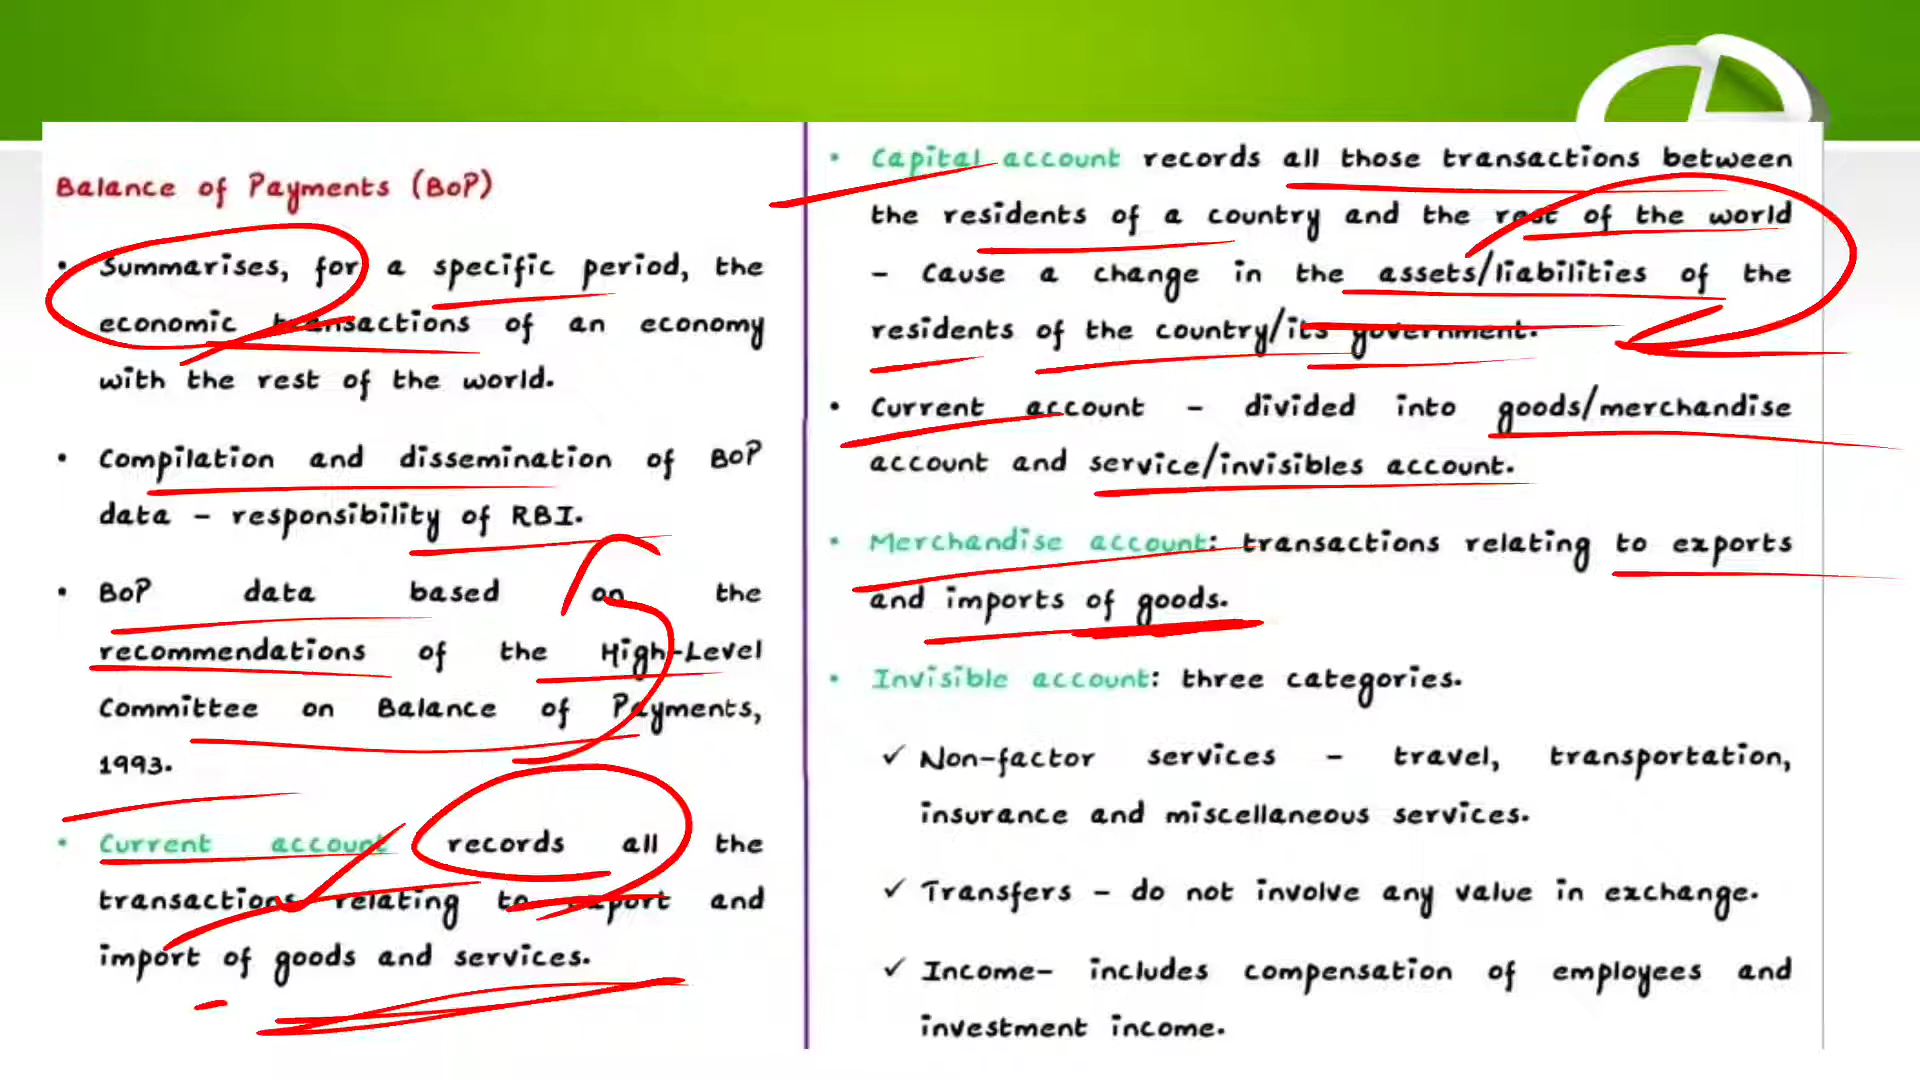 Balance of Payments (BoP)
• Summarises, for a specific period, the
economic transactions of an economy
with the rest of the world.
• Compilation and dissemination of BoP
data – responsibility of RBI.
• BoP data based on the
recommendations of the High-Level
Committee on Balance of Payments,
1993.
• Current account records all the
transactions relating to export and
import of goods and services.
• Capital account records all those transactions between
the residents of a country and the rest of the world
– Cause a change in the assets/liabilities of the
residents of the country/its government.
• Current account – divided into goods/merchandise
account and service/invisibles account.
• Merchandise account: transactions relating to exports
and imports of goods.
• Invisible account: three categories.
✓ Non-factor services – travel, transportation,
insurance and miscellaneous services.
✓ Transfers – do not involve any value in exchange.
✓ Income– includes compensation of employees and
investment income.